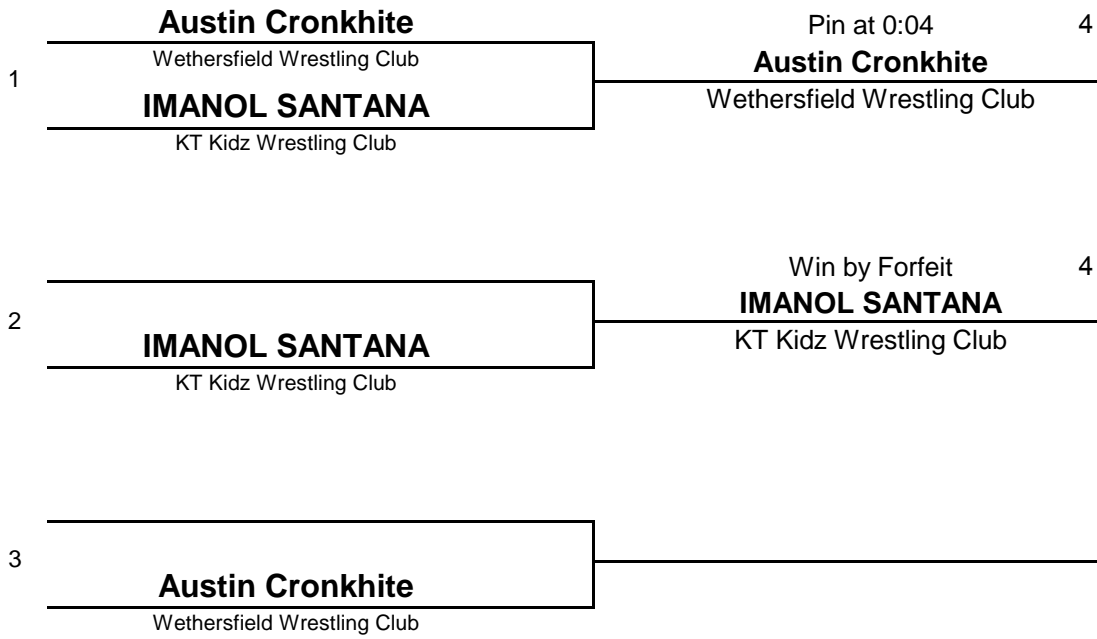 Austin Cronkhite
Wethersfield Wrestling Club
1
IMANOL SANTANA
KT Kidz Wrestling Club
Pin at 0:04 4
Austin Cronkhite
Wethersfield Wrestling Club
2
IMANOL SANTANA
KT Kidz Wrestling Club
Win by Forfeit 4
IMANOL SANTANA
KT Kidz Wrestling Club
3
Austin Cronkhite
Wethersfield Wrestling Club